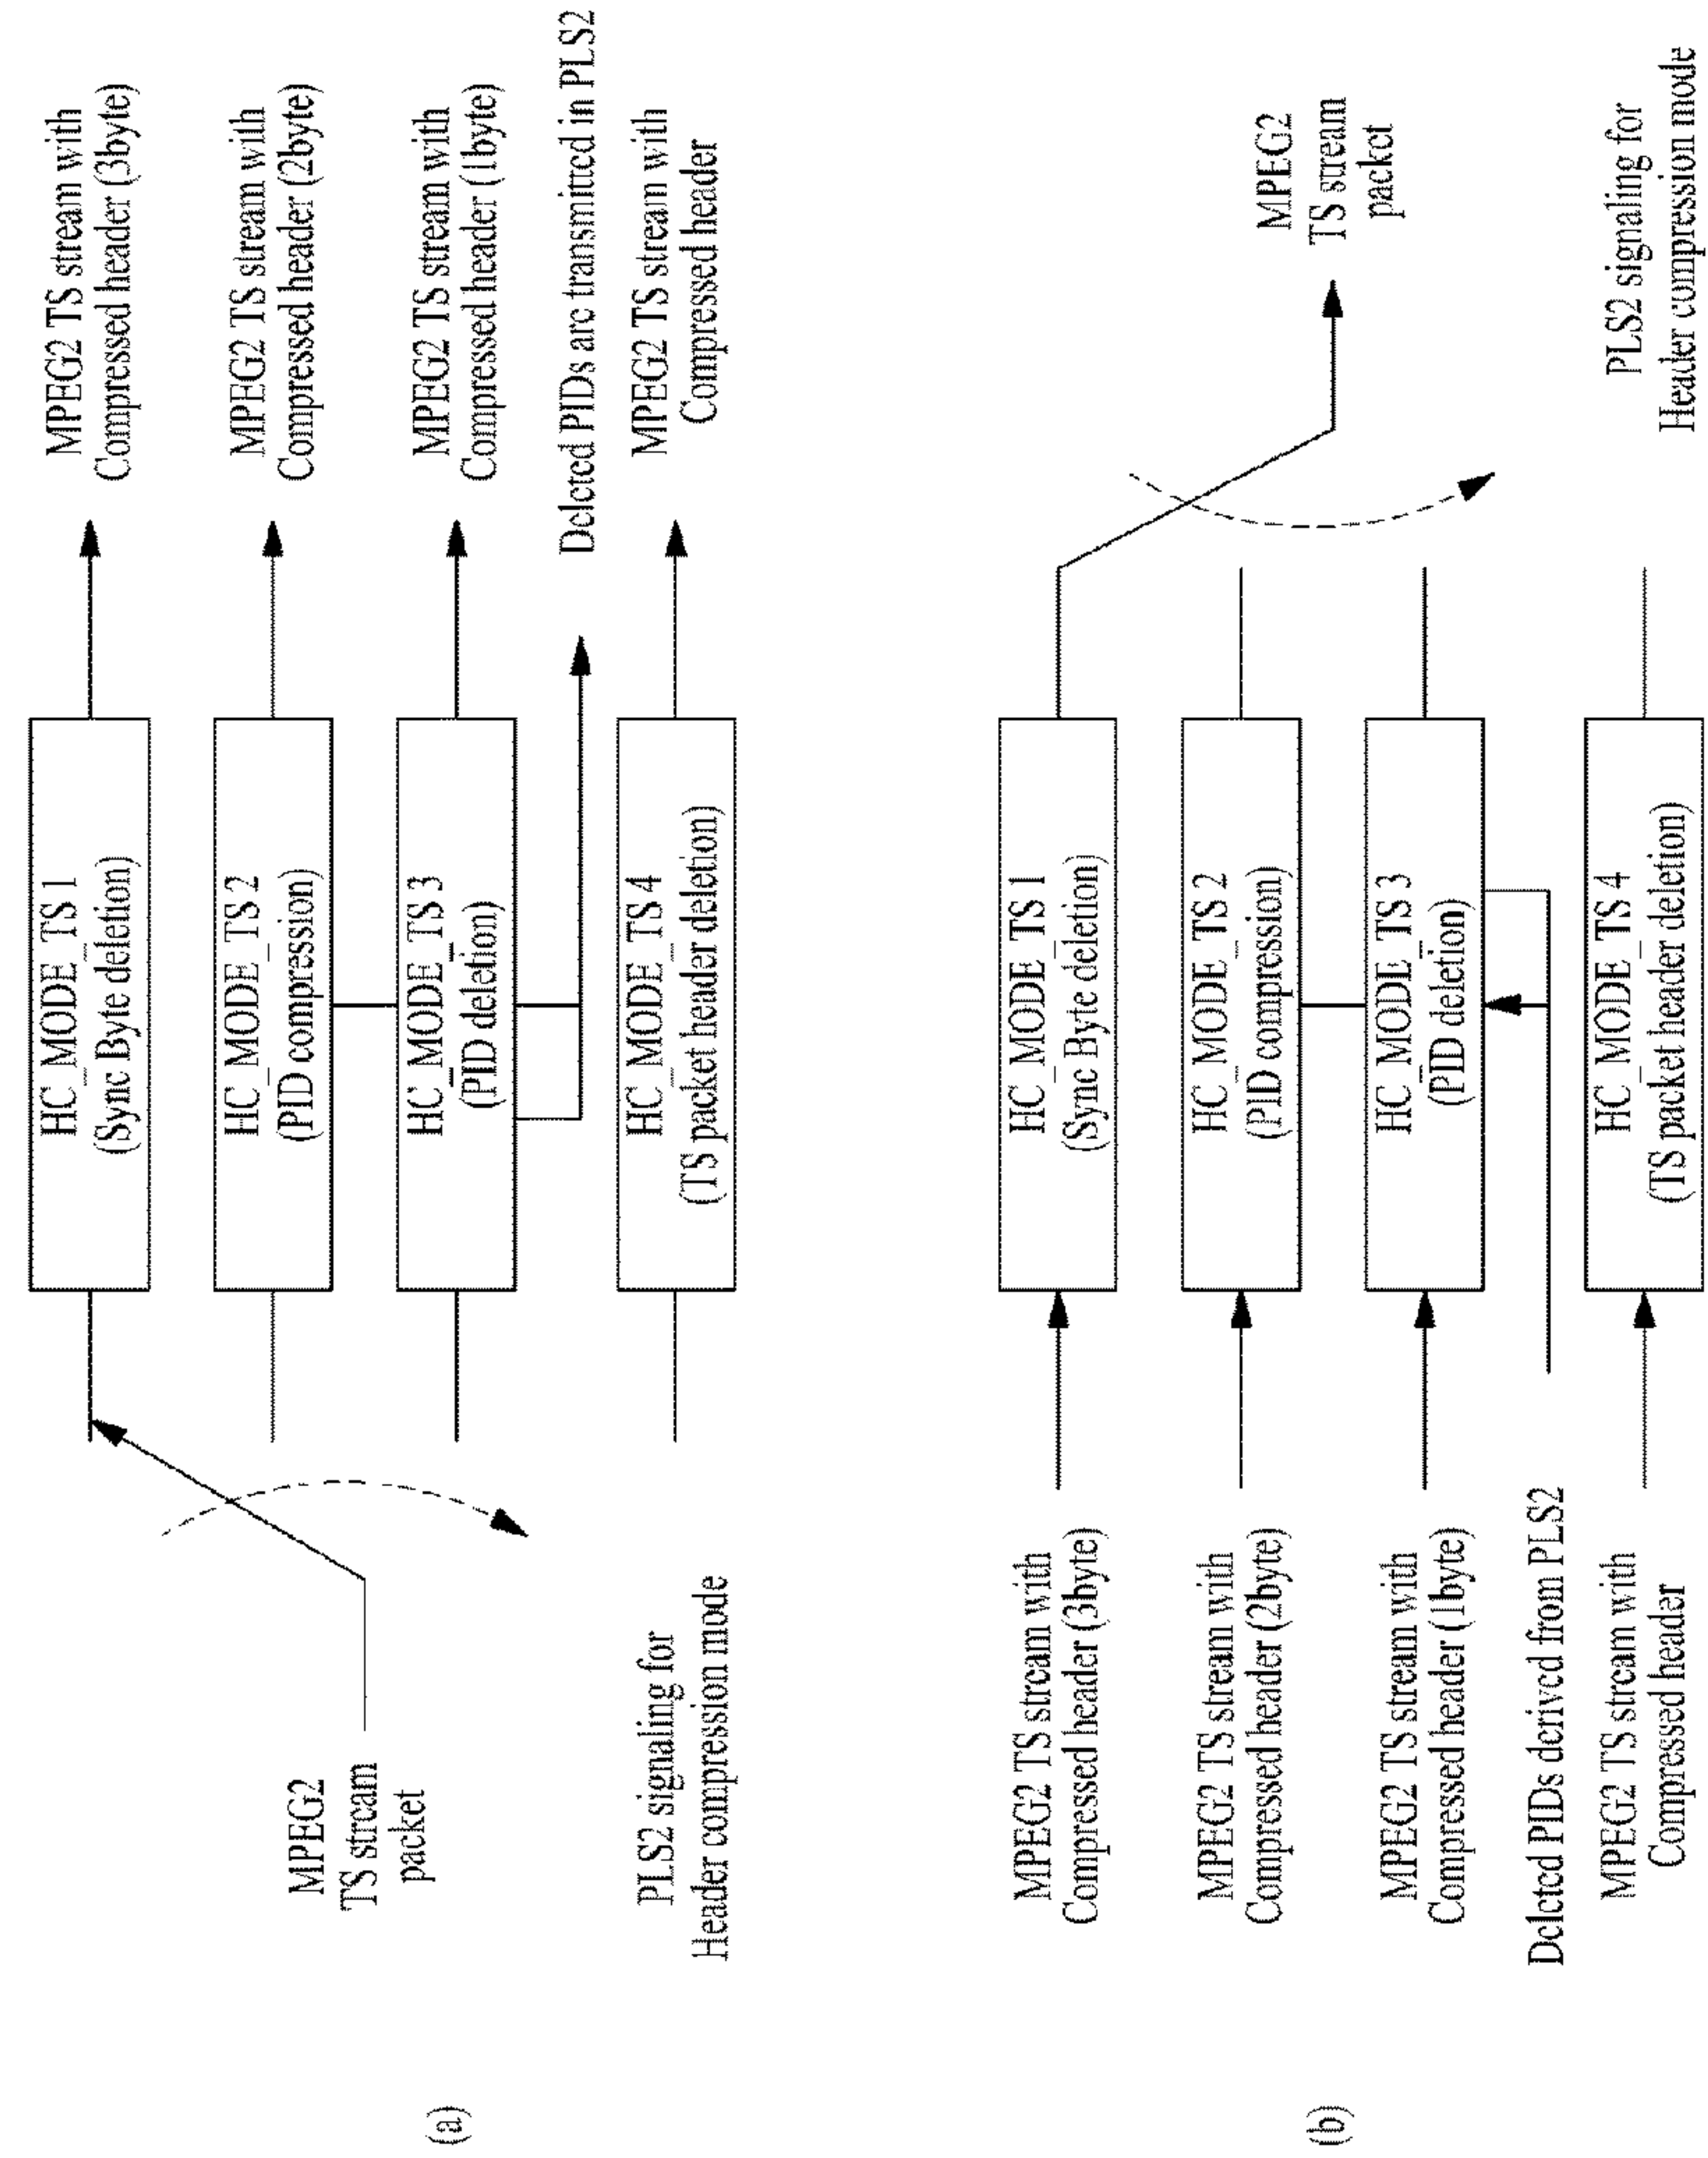 (a)
MPEG2
TS stream
packet
PLS2 signaling for
Header compression mode
HC_MODE_TS 1
(Sync Byte deletion)
HC_MODE_TS 2
(PID compression)
HC_MODE_TS 3
(PID deletion)
HC_MODE_TS 4
(TS packet header deletion)
MPEG2 TS stream with
Compressed header (3byte)
MPEG2 TS stream with
Compressed header (2byte)
MPEG2 TS stream with
Compressed header (1byte)
Deleted PIDs are transmitted in PLS2
MPEG2 TS stream with
Compressed header
(b)
MPEG2 TS stream with
Compressed header (3byte)
MPEG2 TS stream with
Compressed header (2byte)
MPEG2 TS stream with
Compressed header (1byte)
Deleted PIDs derived from PLS2
MPEG2 TS stream with
Compressed header
HC_MODE_TS 1
(Sync Byte deletion)
HC_MODE_TS 2
(PID compression)
HC_MODE_TS 3
(PID deletion)
HC_MODE_TS 4
(TS packet header deletion)
MPEG2
TS stream
packet
PLS2 signaling for
Header compression mode